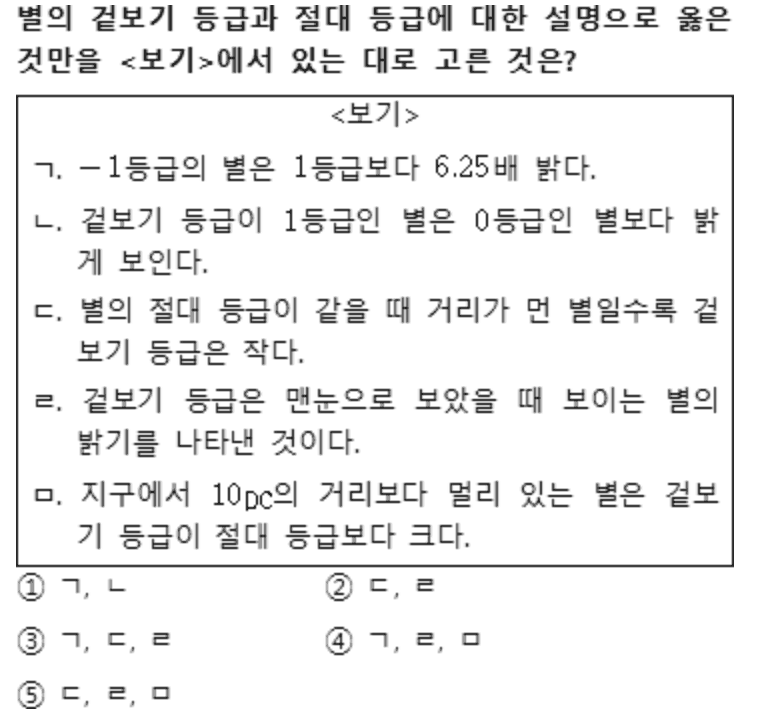 별의 겉보기 등급과 절대 등급에 대한 설명으로 옳은
것만을 <보기>에서 있는 대로 고른 것은?
<보기>
ㄱ. -1등급의 별은 1등급보다 6.25배 밝다.
ㄴ. 겉보기 등급이 1등급인 별은 0등급인 별보다 밝
게 보인다.
ㄷ. 별의 절대 등급이 같을 때 거리가 먼 별일수록 겉
보기 등급은 작다.
ㄹ. 겉보기 등급은 맨눈으로 보았을 때 보이는 별의
밝기를 나타낸 것이다.
ㅁ. 지구에서 10pc의 거리보다 멀리 있는 별은 겉보
기 등급이 절대 등급보다 크다.
① ㄱ, ㄴ ② ㄷ, ㄹ
③ ㄱ, ㄷ, ㄹ ④ ㄱ, ㄹ, ㅁ
⑤ ㄷ, ㄹ, ㅁ